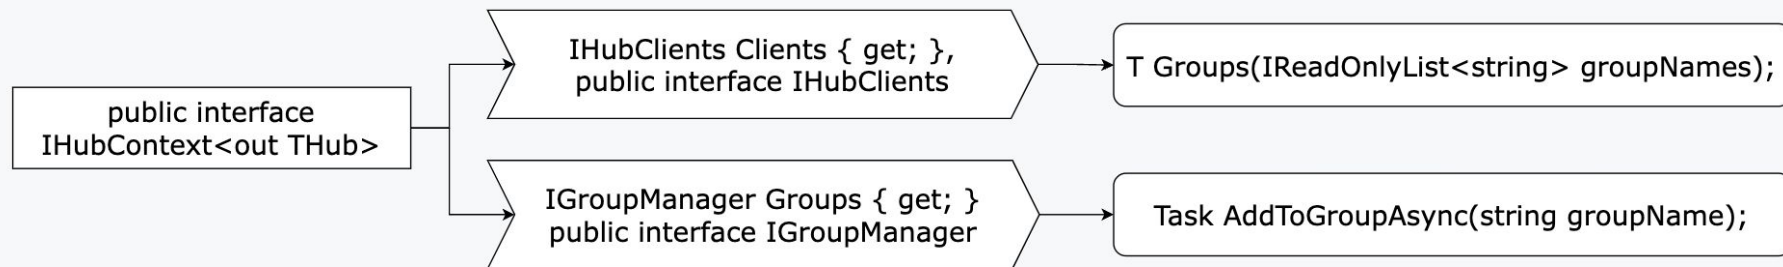 public interface
IHubContext<out THub>
IHubClients Clients { get; },
public interface IHubClients
T Groups(IReadOnlyList<string> groupNames);
IGroupManager Groups { get; }
public interface IGroupManager
Task AddToGroupAsync(string groupName);